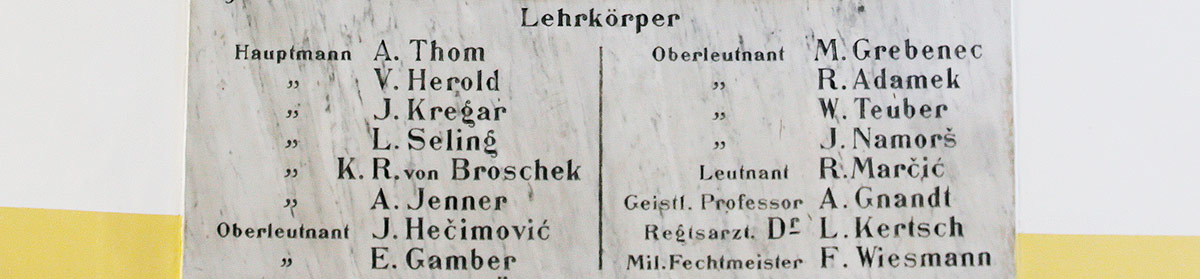 Lehrkörper
Hauptmann A. Thom
„ V. Herold
„ J. Kregar
„ L. Seling
„ K. R. von Broschek
„ A. Jenner
Oberleutnant J. Hečimović
„ E. Gamber
Oberleutnant M. Grebenec
„ R. Adamek
„ W. Teuber
„ J. Namorš
Leutnant R. Marčić
Geistl. Professor A. Gnandt
Regtsarzt. Dr L. Kertsch
Mil. Fechtmeister F. Wiesmann